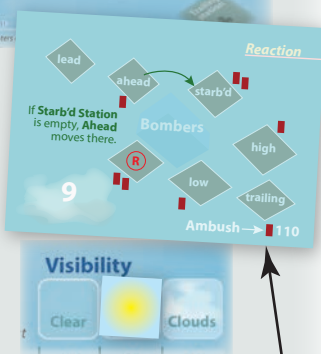 Reaction
lead
ahead
starb'd
If Starb'd Station
is empty, Ahead
moves there.
Bombers
high
R
low
9
trailing
Ambush 110
Visibility
Clear
Clouds